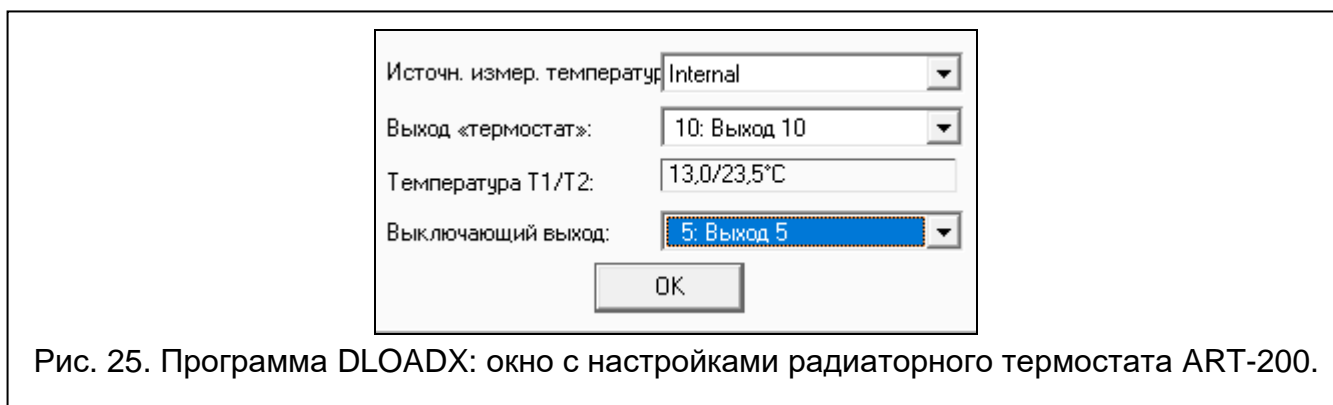 Источн. измер. температур Internal
Выход «термостат»: 10: Выход 10
Температура T1/T2: 13,0/23,5°C
Выключающий выход: 5: Выход 5
OK
Рис. 25. Программа DLOADX: окно с настройками радиаторного термостата ART-200.